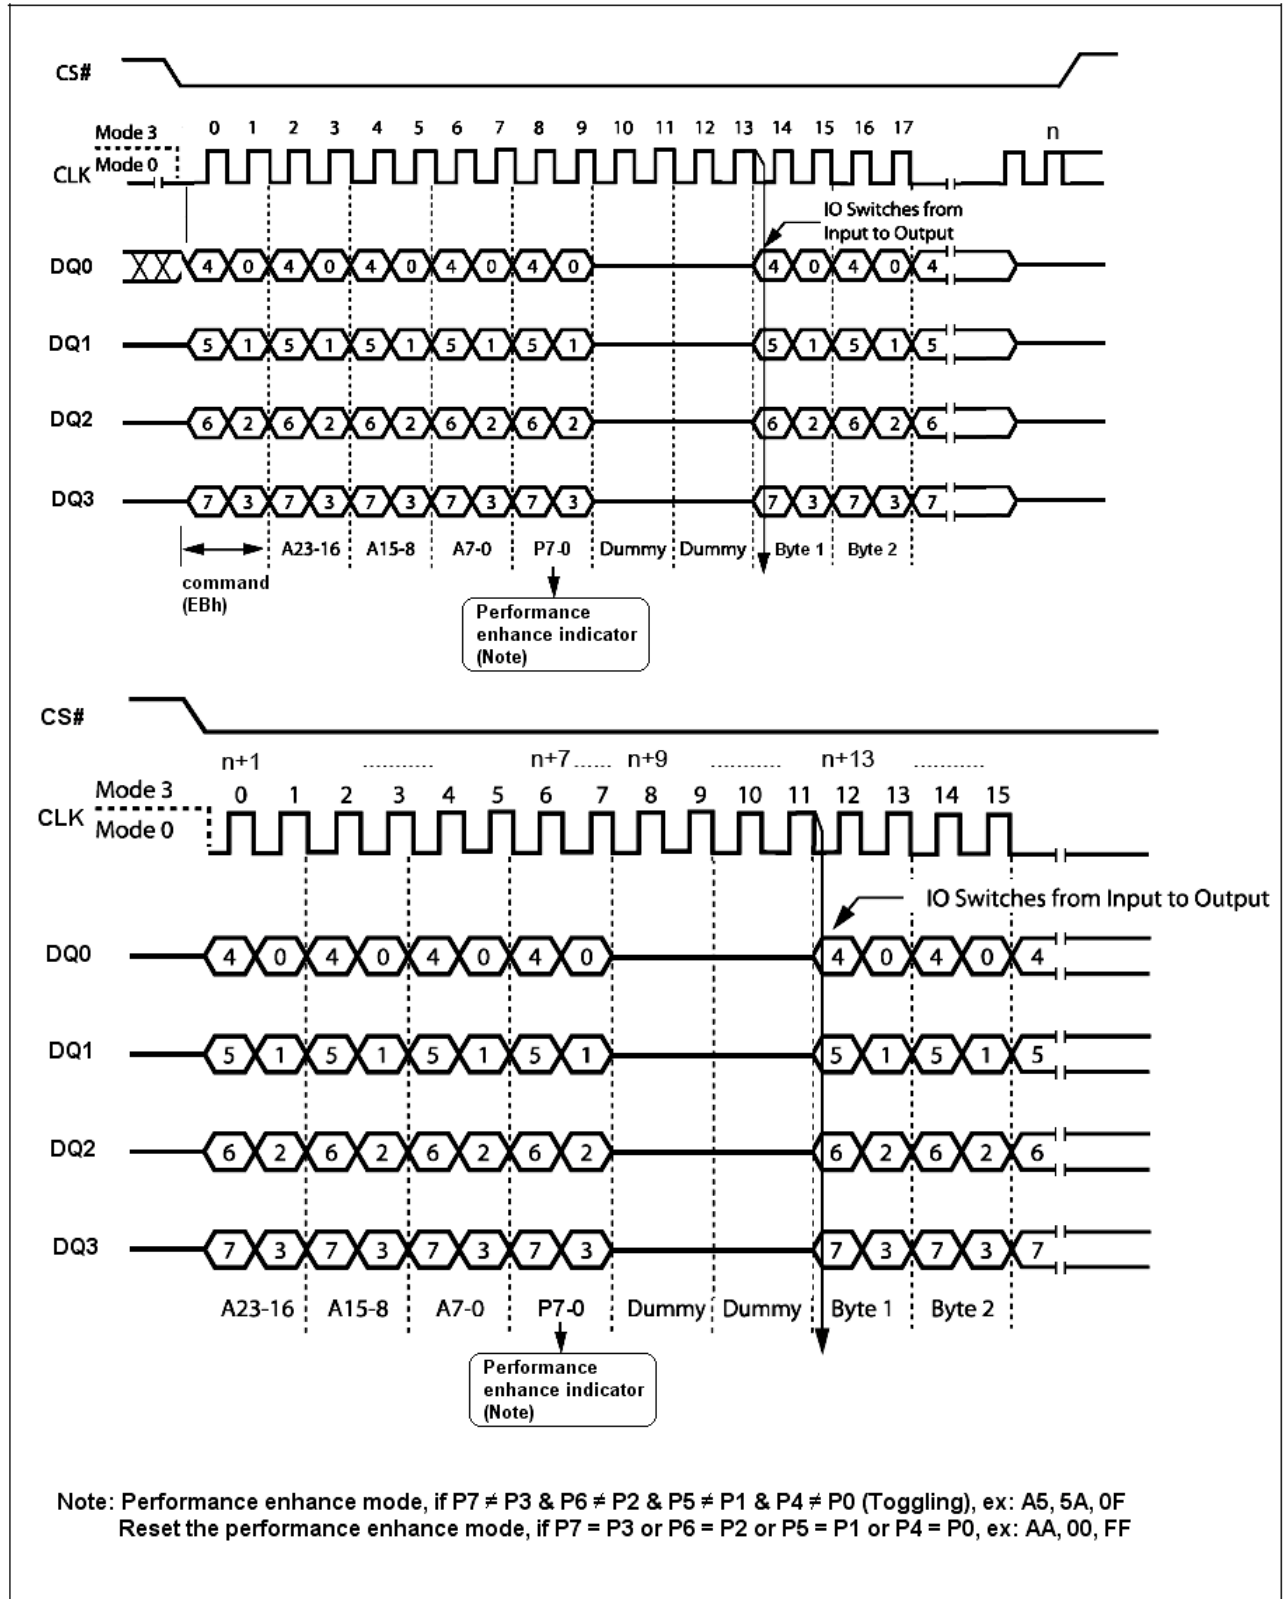 CS#
Mode 3
0 1 2 3 4 5 6 7 8 9 10 11 12 13 14 15 16 17 n
CLK Mode 0
IO Switches from
Input to Output
DQ0 4 0 4 0 4 0 4 0 4 0 4 0 4 0 4
DQ1 5 1 5 1 5 1 5 1 5 1 5 1 5 1 5
DQ2 6 2 6 2 6 2 6 2 6 2 6 2 6 2 6
DQ3 7 3 7 3 7 3 7 3 7 3 7 3 7 3 7
A23-16 A15-8 A7-0 P7-0 Dummy Dummy Byte 1 Byte 2
command
(EBh)
Performance
enhance indicator
(Note)
CS#
n+1 ........... n+7...... n+9 ........... n+13 ...........
Mode 3
0 1 2 3 4 5 6 7 8 9 10 11 12 13 14 15
CLK Mode 0
IO Switches from Input to Output
DQ0 4 0 4 0 4 0 4 0 4 0 4 0 4
DQ1 5 1 5 1 5 1 5 1 5 1 5 1 5
DQ2 6 2 6 2 6 2 6 2 6 2 6 2 6
DQ3 7 3 7 3 7 3 7 3 7 3 7 3 7
A23-16 A15-8 A7-0 P7-0 Dummy Dummy Byte 1 Byte 2
Performance
enhance indicator
(Note)
Note: Performance enhance mode, if P7 ≠ P3 & P6 ≠ P2 & P5 ≠ P1 & P4 ≠ P0 (Toggling), ex: A5, 5A, 0F
Reset the performance enhance mode, if P7 = P3 or P6 = P2 or P5 = P1 or P4 = P0, ex: AA, 00, FF